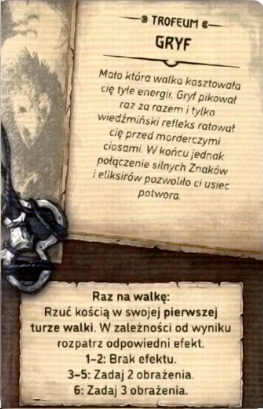 TROFEUM
GRYF
Mało która walka kosztowała
cię tyle energii. Gryf pikował
raz za razem i tylko
wiedźmiński refleks ratował
cię przed morderczymi
ciosami. W końcu jednak
połączenie silnych Znaków
i eliksirów pozwoliło ci usiec
potwora.
Raz na walkę:
Rzuć kością w swojej pierwszej
turze walki. W zależności od wyniku
rozpatrz odpowiedni efekt.
1–2: Brak efektu.
3–5: Zadaj 2 obrażenia.
6: Zadaj 3 obrażenia.